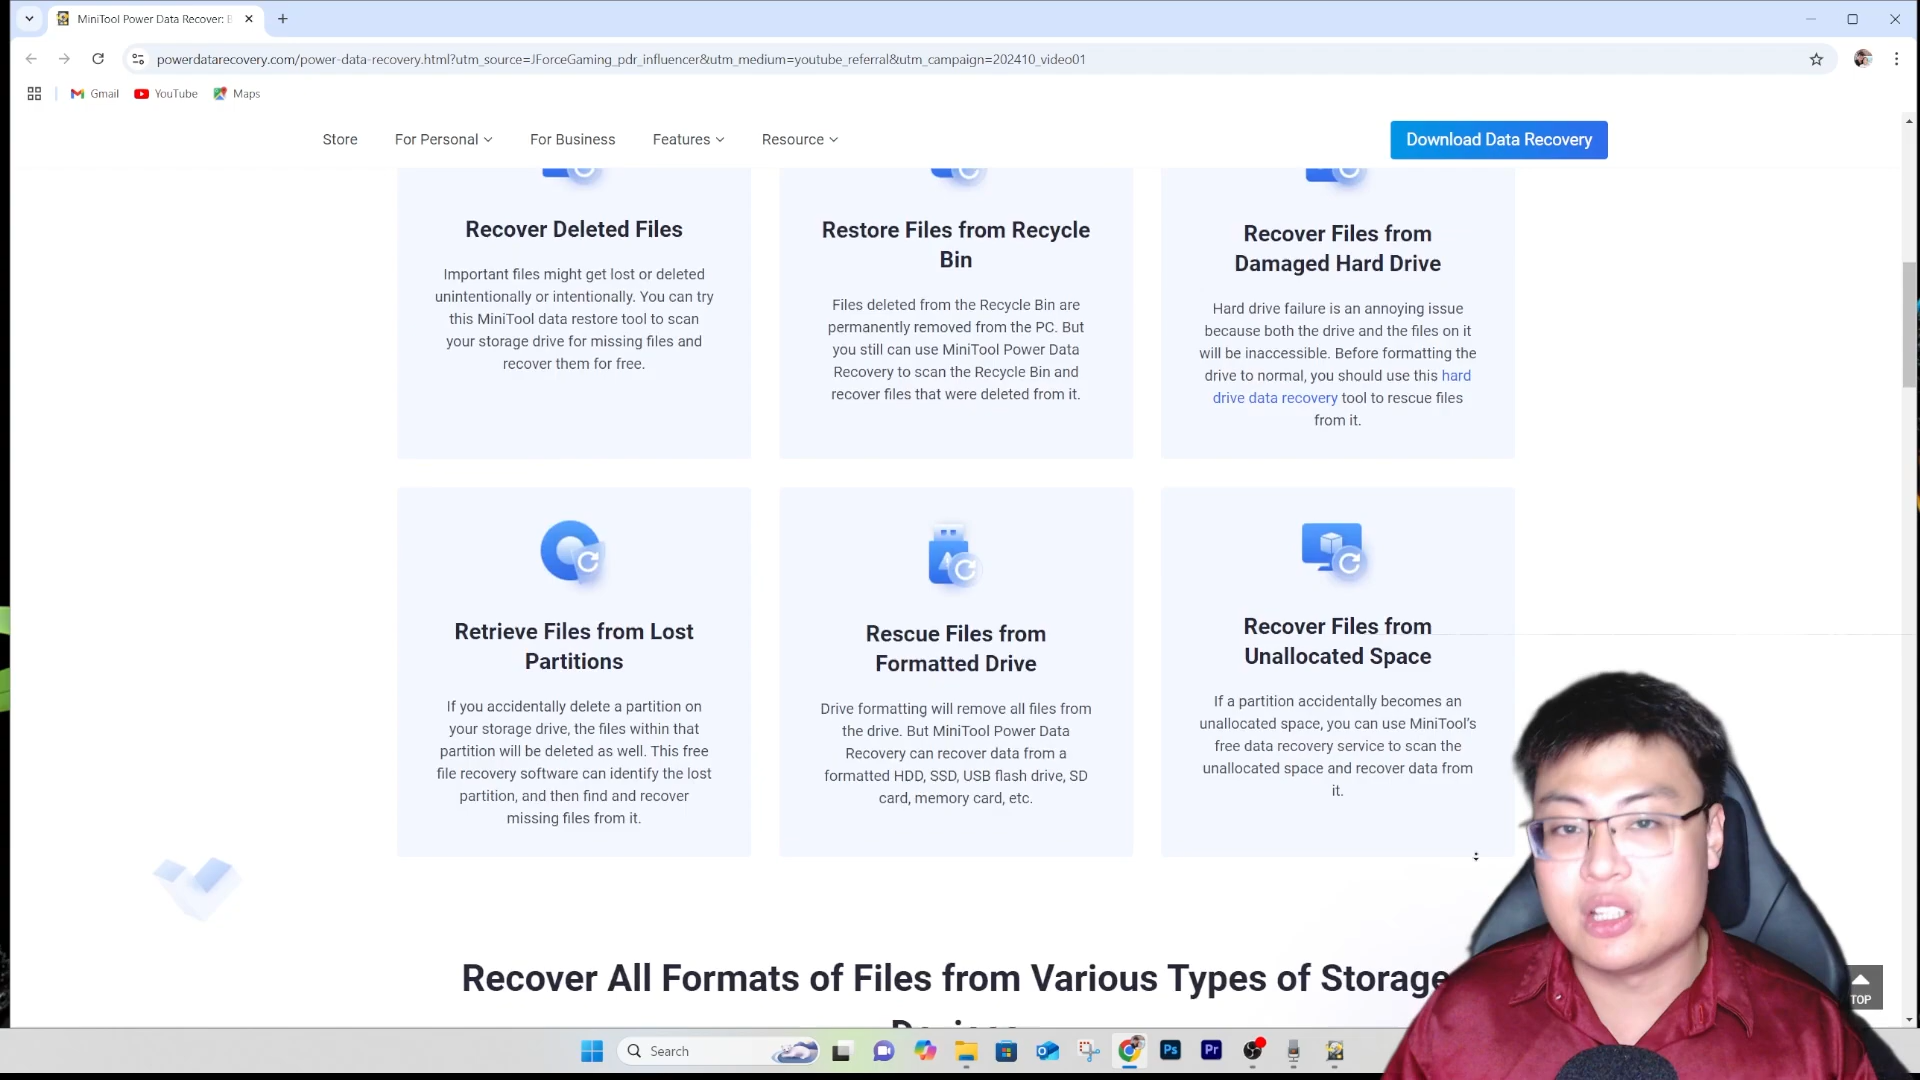 MiniTool Power Data Recover: B
powerdatarecovery.com/power-data-recovery.html?utm_source=JForceGaming_pdr_influencer&utm_medium=youtube_referral&utm_campaign=202410_video01
Gmail YouTube Maps
Store For Personal For Business Features Resource Download Data Recovery
Recover Deleted Files
Important files might get lost or deleted
unintentionally or intentionally. You can try
this MiniTool data restore tool to scan
your storage drive for missing files and
recover them for free.
Restore Files from Recycle
Bin
Files deleted from the Recycle Bin are
permanently removed from the PC. But
you still can use MiniTool Power Data
Recovery to scan the Recycle Bin and
recover files that were deleted from it.
Recover Files from
Damaged Hard Drive
Hard drive failure is an annoying issue
because both the drive and the files on it
will be inaccessible. Before formatting the
drive to normal, you should use this hard
drive data recovery tool to rescue files
from it.
Retrieve Files from Lost
Partitions
If you accidentally delete a partition on
your storage drive, the files within that
partition will be deleted as well. This free
file recovery software can identify the lost
partition, and then find and recover
missing files from it.
Rescue Files from
Formatted Drive
Drive formatting will remove all files from
the drive. But MiniTool Power Data
Recovery can recover data from a
formatted HDD, SSD, USB flash drive, SD
card, memory card, etc.
Recover Files from
Unallocated Space
If a partition accidentally becomes an
unallocated space, you can use MiniTool's
free data recovery service to scan the
unallocated space and recover data from
it.
Recover All Formats of Files from Various Types of Storage
TOP
Search
Ps
Pr